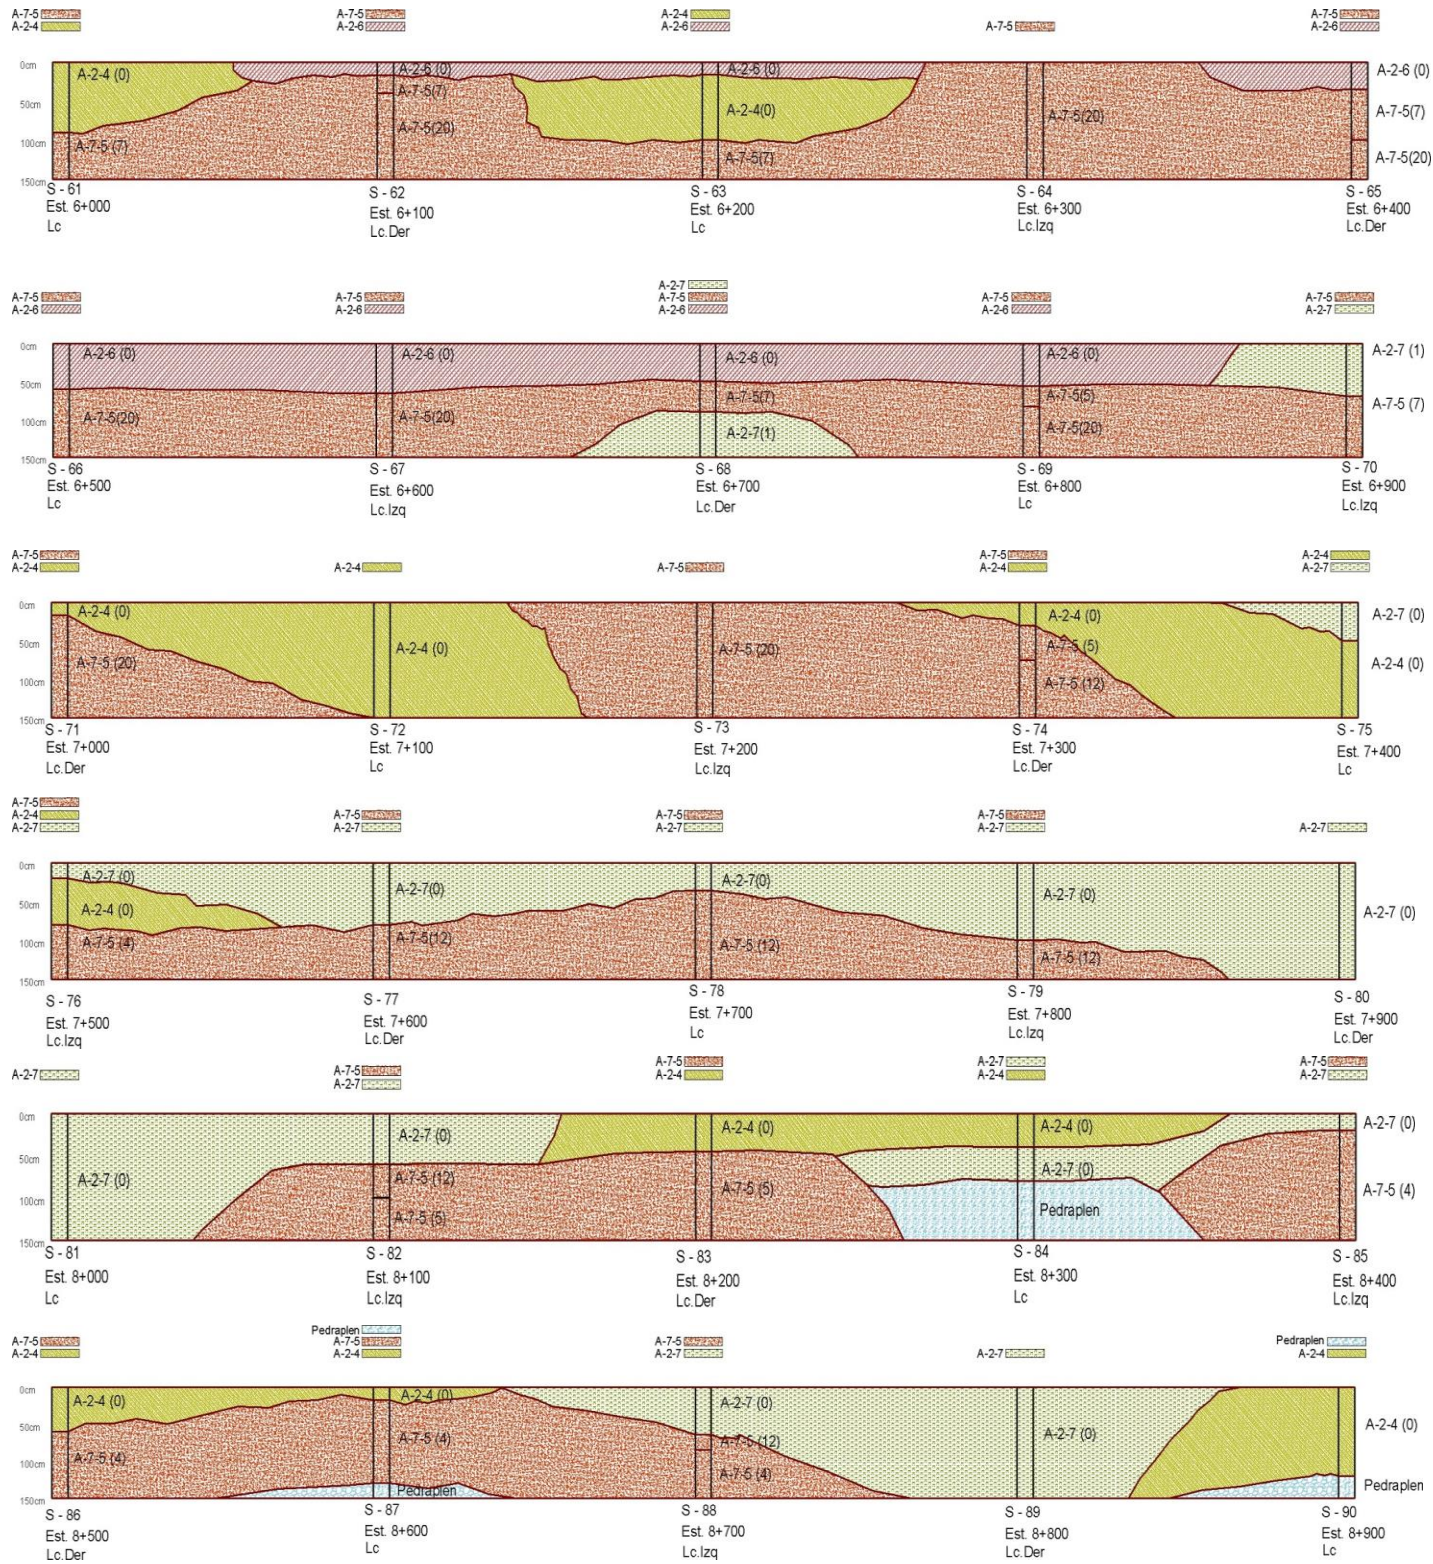 A-7-5 A-7-5 A-2-4 A-7-5
A-2-4 A-2-6 A-2-6 A-7-5 A-2-6
0cm A-2-4 (0) A-2-6 (0) A-2-6 (0) A-2-6 (0)
A-7-5(7)
50cm A-2-4(0) A-7-5(20) A-7-5(7)
A-7-5(20)
100cm A-7-5 (7) A-7-5(7) A-7-5(20)
150cm
S - 61 S - 62 S - 63 S - 64 S - 65
Est. 6+000 Est. 6+100 Est. 6+200 Est. 6+300 Est. 6+400
Lc Lc.Der Lc Lc.Izq Lc.Der
A-2-7
A-7-5 A-7-5 A-7-5 A-7-5 A-7-5
A-2-6 A-2-6 A-2-6 A-2-6 A-2-7
0cm A-2-6 (0) A-2-6 (0) A-2-6 (0) A-2-6 (0) A-2-7 (1)
50cm A-7-5(7) A-7-5(5) A-7-5 (7)
A-7-5(20) A-7-5(20) A-7-5(20)
100cm A-2-7(1)
150cm
S - 66 S - 67 S - 68 S - 69 S - 70
Est. 6+500 Est. 6+600 Est. 6+700 Est. 6+800 Est. 6+900
Lc Lc.Izq Lc.Der Lc Lc.Izq
A-7-5 A-7-5 A-2-4
A-2-4 A-2-4 A-7-5 A-2-4 A-2-7
0cm A-2-4 (0) A-2-4 (0) A-2-7 (0)
50cm A-2-4 (0) A-7-5 (20) A-7-5 (5)
A-7-5 (20) A-2-4 (0)
100cm A-7-5 (12)
150cm
S - 71 S - 72 S - 73 S - 74 S - 75
Est. 7+000 Est. 7+100 Est. 7+200 Est. 7+300 Est. 7+400
Lc.Der Lc Lc.Izq Lc.Der Lc
A-7-5
A-2-4 A-7-5 A-7-5 A-7-5
A-2-7 A-2-7 A-2-7 A-2-7 A-2-7
0cm A-2-7(0) A-2-7(0) A-2-7(0) A-2-7 (0)
50cm A-2-4 (0) A-2-7 (0)
100cm A-7-5 (4) A-7-5(12) A-7-5 (12) A-7-5 (12)
150cm
S - 76 S - 77 S - 78 S - 79 S - 80
Est. 7+500 Est. 7+600 Est. 7+700 Est. 7+800 Est. 7+900
Lc.Izq Lc.Der Lc Lc.Izq Lc.Der
A-7-5 A-7-5 A-2-7 A-7-5
A-2-7 A-2-7 A-2-4 A-2-4 A-2-7
0cm A-2-7 (0) A-2-4 (0) A-2-4 (0) A-2-7 (0)
50cm A-7-5 (12) A-2-7 (0)
A-2-7 (0) A-7-5 (5) A-7-5 (4)
100cm A-7-5 (5) Pedraplen
150cm
S - 81 S - 82 S - 83 S - 84 S - 85
Est. 8+000 Est. 8+100 Est. 8+200 Est. 8+300 Est. 8+400
Lc Lc.Izq Lc.Der Lc Lc.Izq
Pedraplen
A-7-5 A-7-5 A-7-5 Pedraplen
A-2-4 A-2-4 A-2-7 A-2-7 A-2-4
0cm A-2-4 (0) A-2-4 (0) A-2-7 (0)
50cm A-7-5 (4) A-7-5 (12) A-2-7 (0) A-2-4 (0)
100cm A-7-5 (4) A-7-5 (4)
150cm Pedraplen Pedraplen
S - 86 S - 87 S - 88 S - 89 S - 90
Est. 8+500 Est. 8+600 Est. 8+700 Est. 8+800 Est. 8+900
Lc.Der Lc Lc.Izq Lc.Der Lc